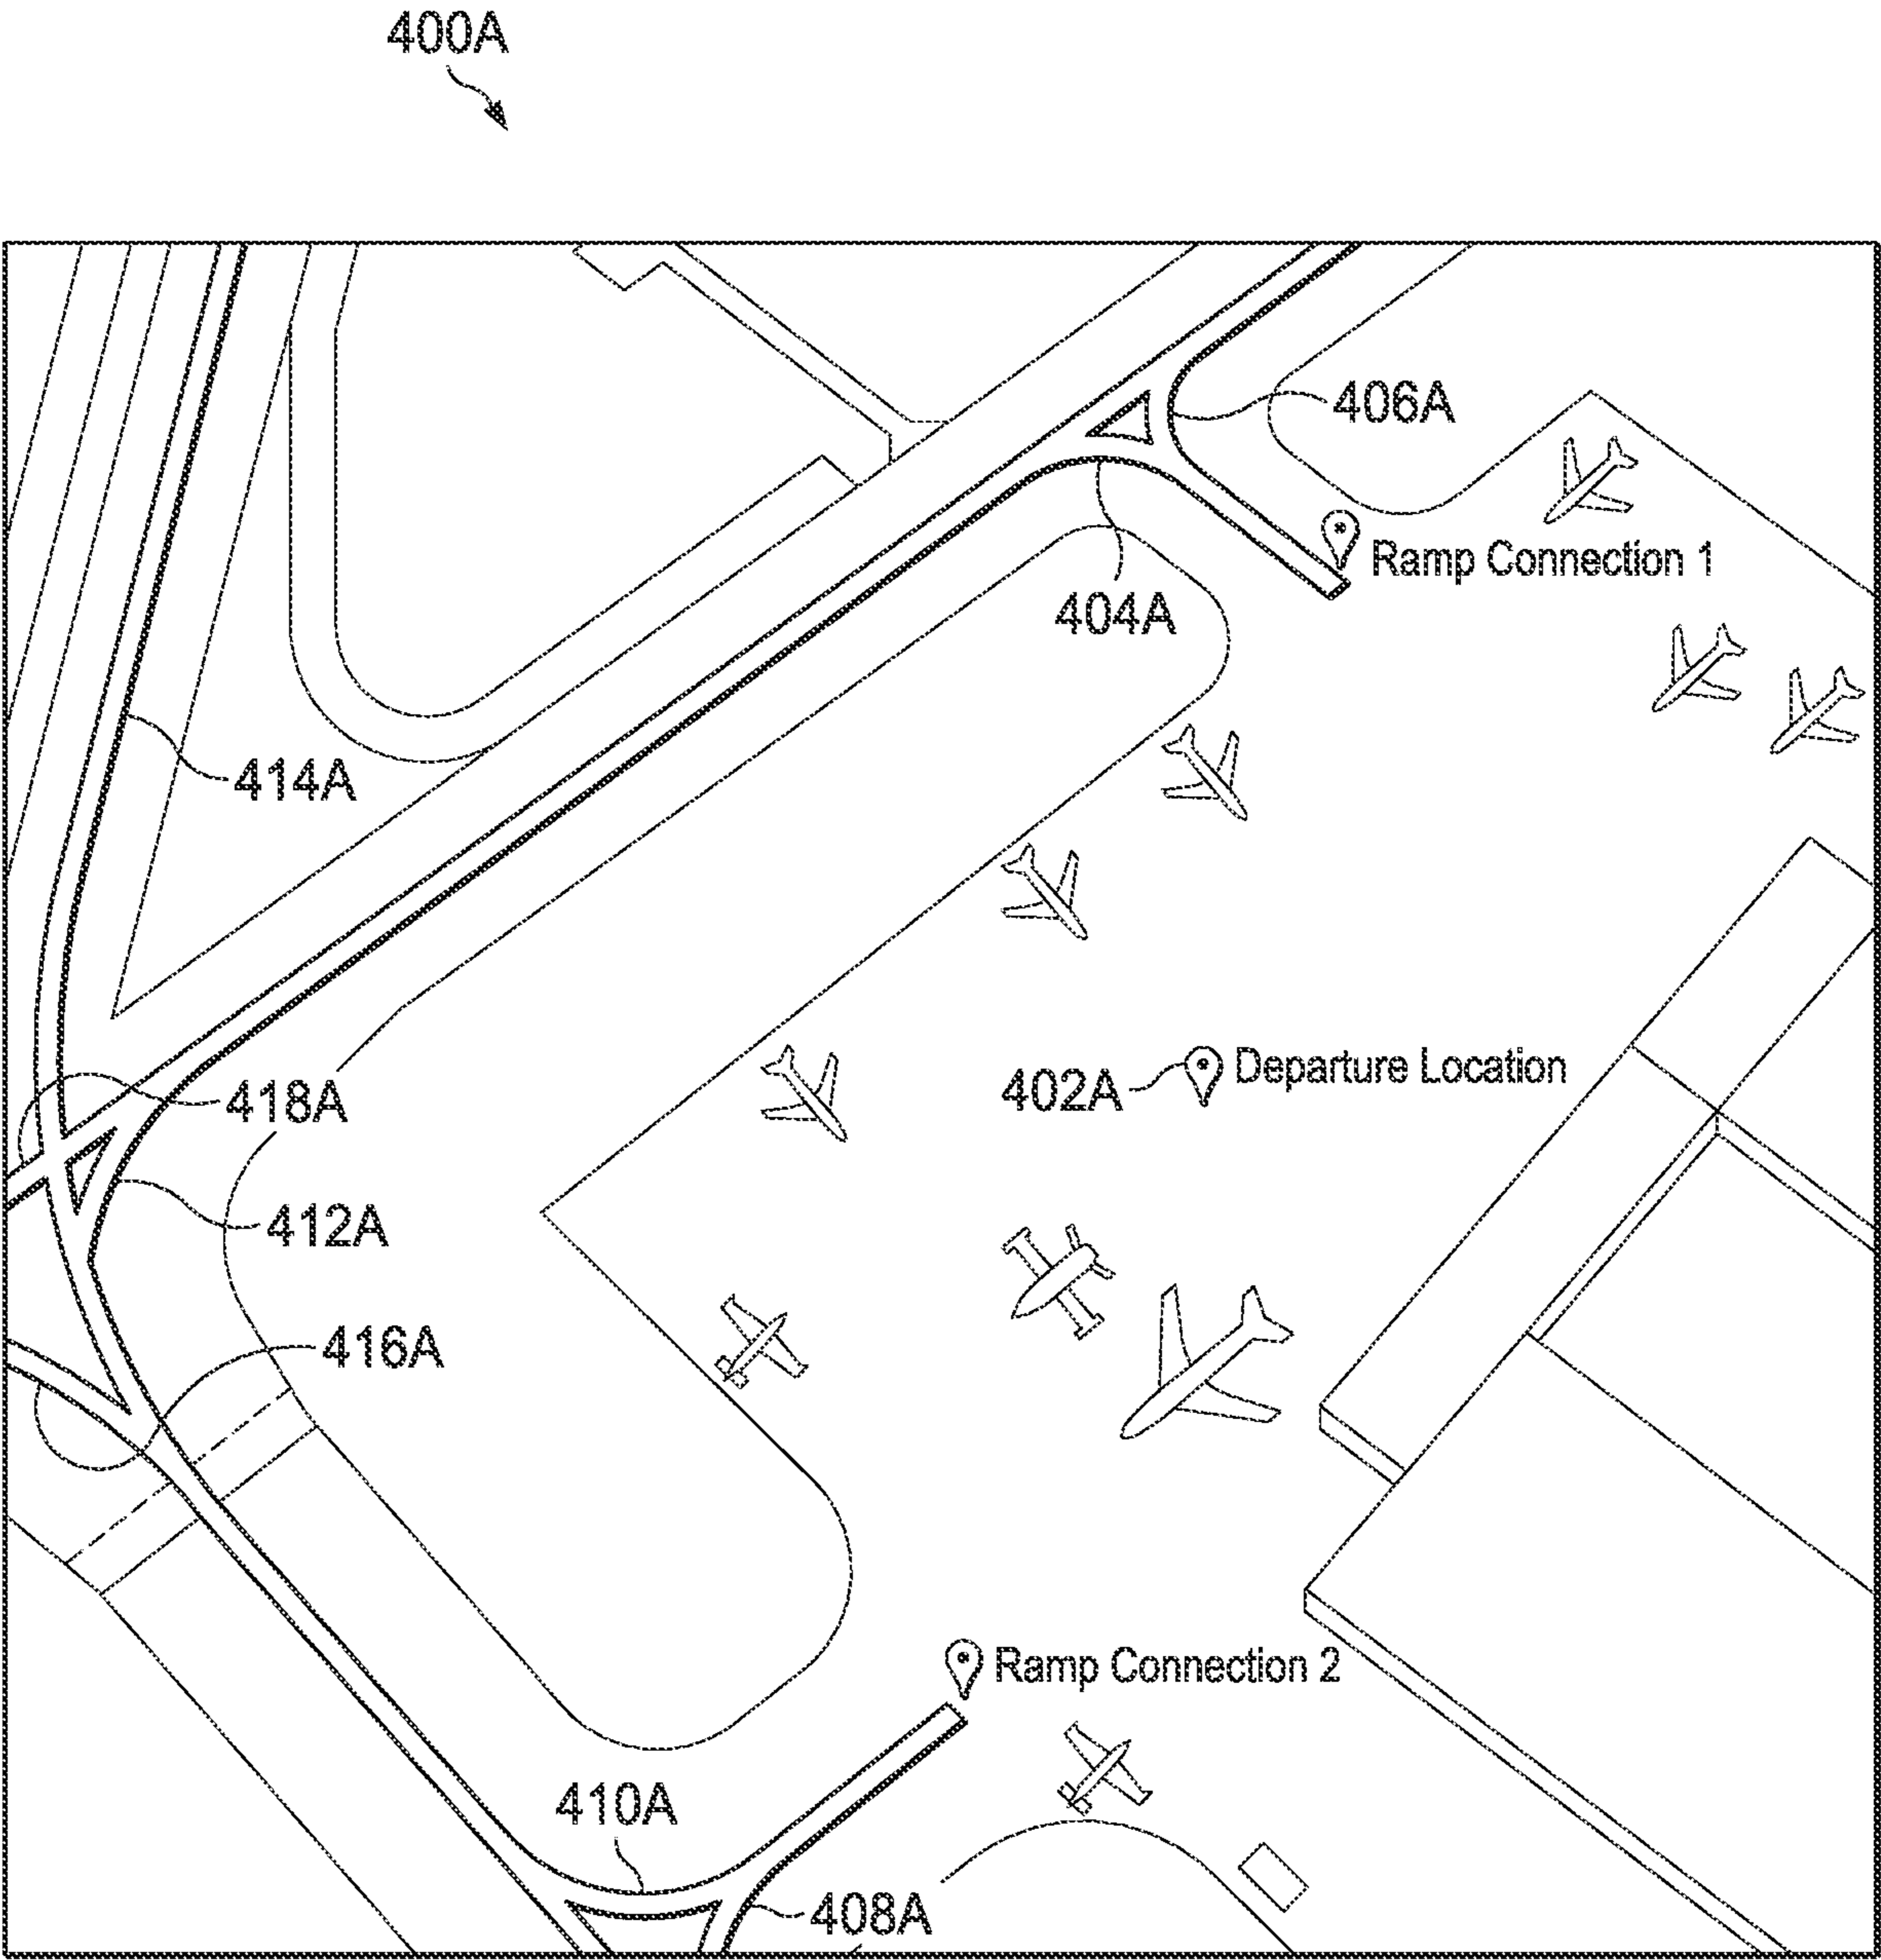 400A
406A
Ramp Connection 1
404A
414A
402A Departure Location
418A
412A
416A
Ramp Connection 2
410A
408A